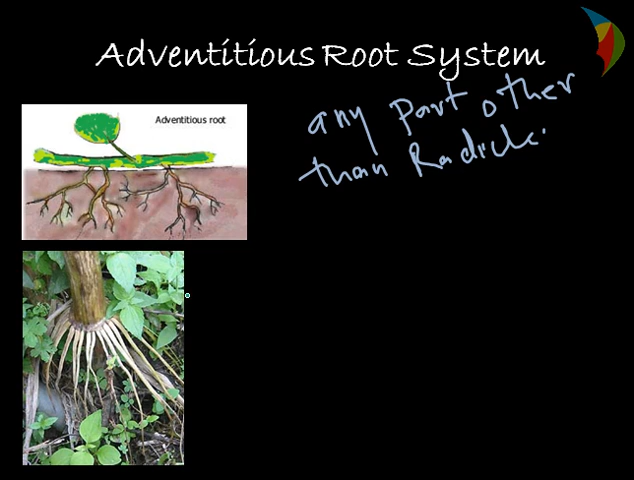 Adventitious Root System
Adventitious root
any part other
than Radicle.